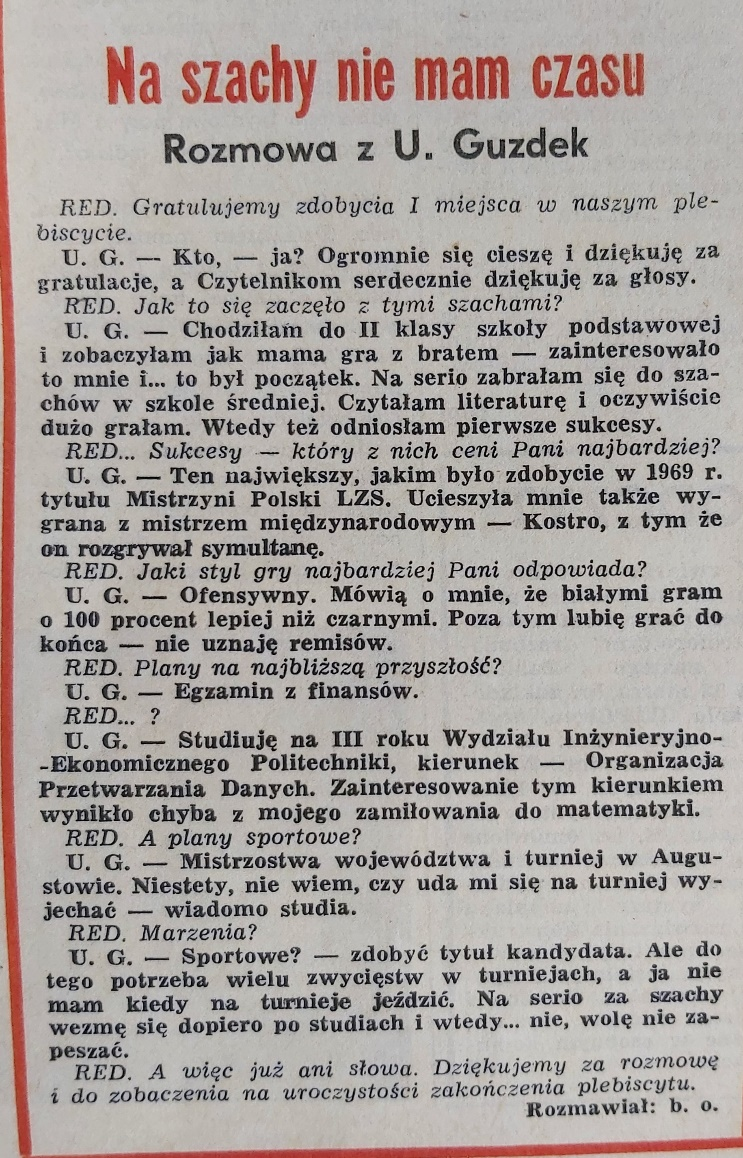 Na szachy nie mam czasu
Rozmowa z U. Guzdek
RED. Gratulujemy zdobycia I miejsca w naszym ple-
biscycie.
U. G. — Kto, — ja? Ogromnie się cieszę i dziękuję za
gratulacje, a Czytelnikom serdecznie dziękuję za głosy.
RED. Jak to się zaczęło z tymi szachami?
U. G. — Chodziłam do II klasy szkoły podstawowej
i zobaczyłam jak mama gra z bratem — zainteresowało
to mnie i... to był początek. Na serio zabrałam się do sza-
chów w szkole średniej. Czytałam literaturę i oczywiście
dużo grałam. Wtedy też odniosłam pierwsze sukcesy.
RED... Sukcesy — który z nich ceni Pani najbardziej?
U. G. — Ten największy, jakim było zdobycie w 1969 r.
tytułu Mistrzyni Polski LZS. Ucieszyła mnie także wy-
grana z mistrzem międzynarodowym — Kostro, z tym że
on rozgrywał symultanę.
RED. Jaki styl gry najbardziej Pani odpowiada?
U. G. — Ofensywny. Mówią o mnie, że białymi gram
o 100 procent lepiej niż czarnymi. Poza tym lubię grać do
końca — nie uznaję remisów.
RED. Plany na najbliższą przyszłość?
U. G. — Egzamin z finansów.
RED... ?
U. G. — Studiuję na III roku Wydziału Inżynieryjno-
-Ekonomicznego Politechniki, kierunek — Organizacja
Przetwarzania Danych. Zainteresowanie tym kierunkiem
wynikło chyba z mojego zamiłowania do matematyki.
RED. A plany sportowe?
U. G. — Mistrzostwa województwa i turniej w Augu-
stowie. Niestety, nie wiem, czy uda mi się na turniej wy-
jechać — wiadomo studia.
RED. Marzenia?
U. G. — Sportowe? — zdobyć tytuł kandydata. Ale do
tego potrzeba wielu zwycięstw w turniejach, a ja nie
mam kiedy na turnieje jeździć. Na serio za szachy
wezmę się dopiero po studiach i wtedy... nie, wolę nie za-
peszać.
RED. A więc już ani słowa. Dziękujemy za rozmowę
i do zobaczenia na uroczystości zakończenia plebiscytu.
Rozmawiał: b. o.